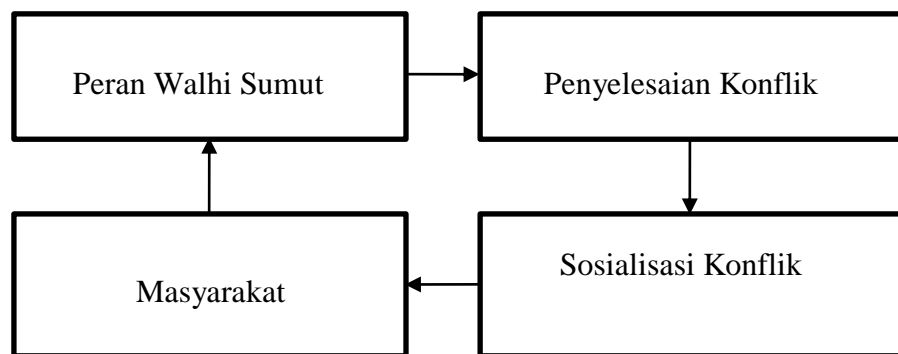 Peran Walhi Sumut
Penyelesaian Konflik
Sosialisasi Konflik
Masyarakat